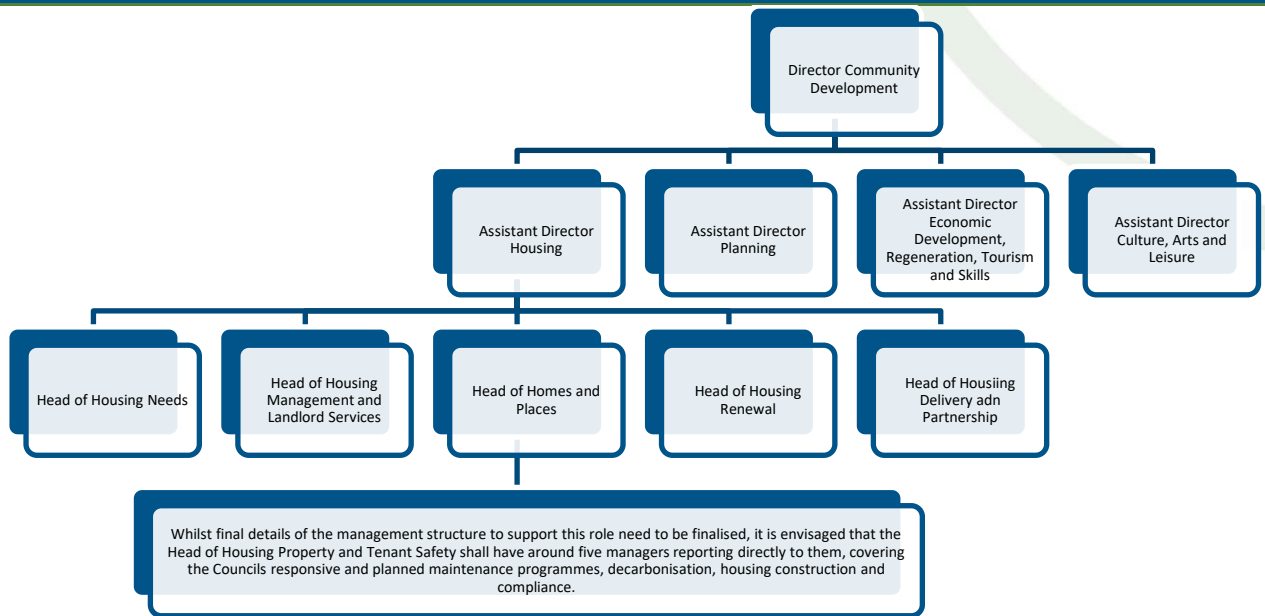 Director Community
Development
Assistant Director
Housing
Assistant Director
Planning
Assistant Director
Economic
Development,
Regeneration, Tourism
and Skills
Assistant Director
Culture, Arts and
Leisure
Head of Housing Needs
Head of Housing
Management and
Landlord Services
Head of Homes and
Places
Head of Housing
Renewal
Head of Housiing
Delivery adn
Partnership
Whilst final details of the management structure to support this role need to be finalised, it is envisaged that the
Head of Housing Property and Tenant Safety shall have around five managers reporting directly to them, covering
the Councils responsive and planned maintenance programmes, decarbonisation, housing construction and
compliance.